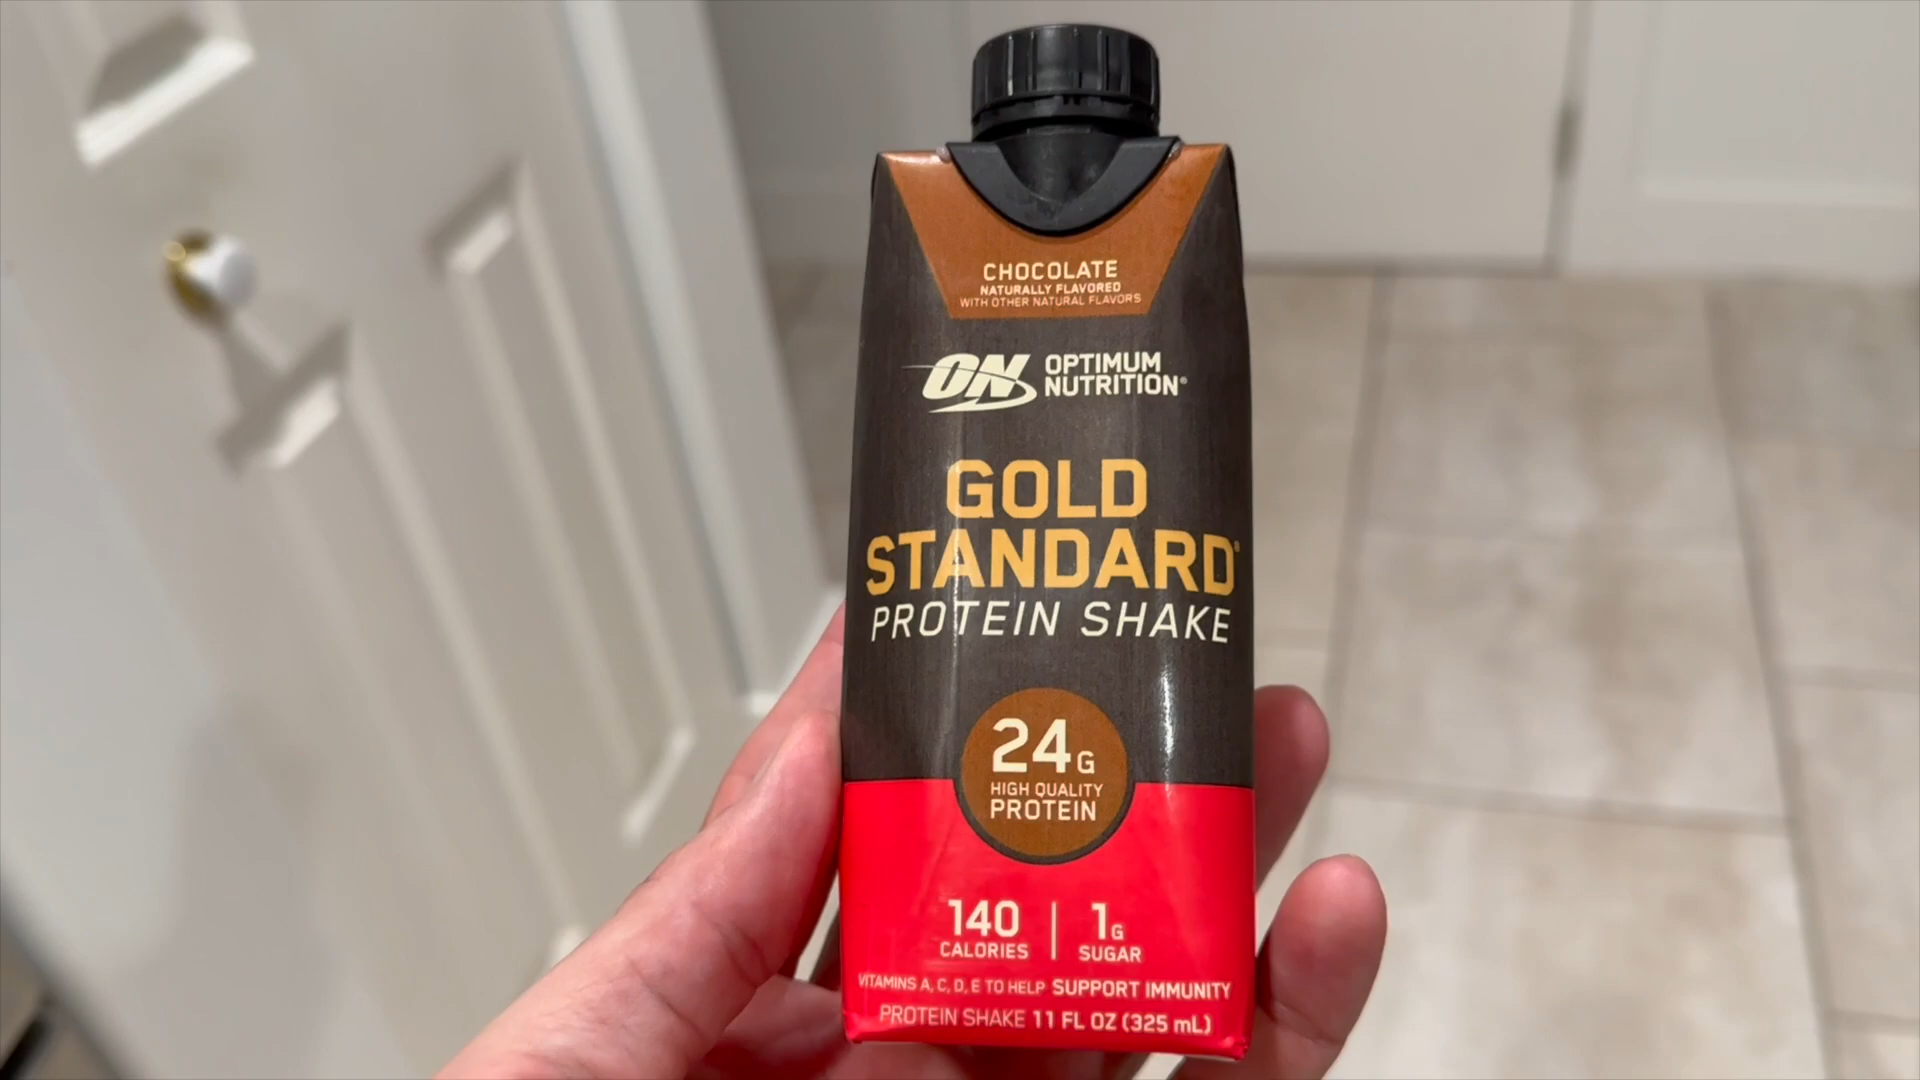 CHOCOLATE
NATURALLY FLAVORED
WITH OTHER NATURAL FLAVORS
ON OPTIMUM
NUTRITION®
GOLD
STANDARD®
PROTEIN SHAKE
24G
HIGH QUALITY
PROTEIN
140 | 1G
CALORIES SUGAR
VITAMINS A, C, D, E TO HELP SUPPORT IMMUNITY
PROTEIN SHAKE 11 FL OZ (325 mL)